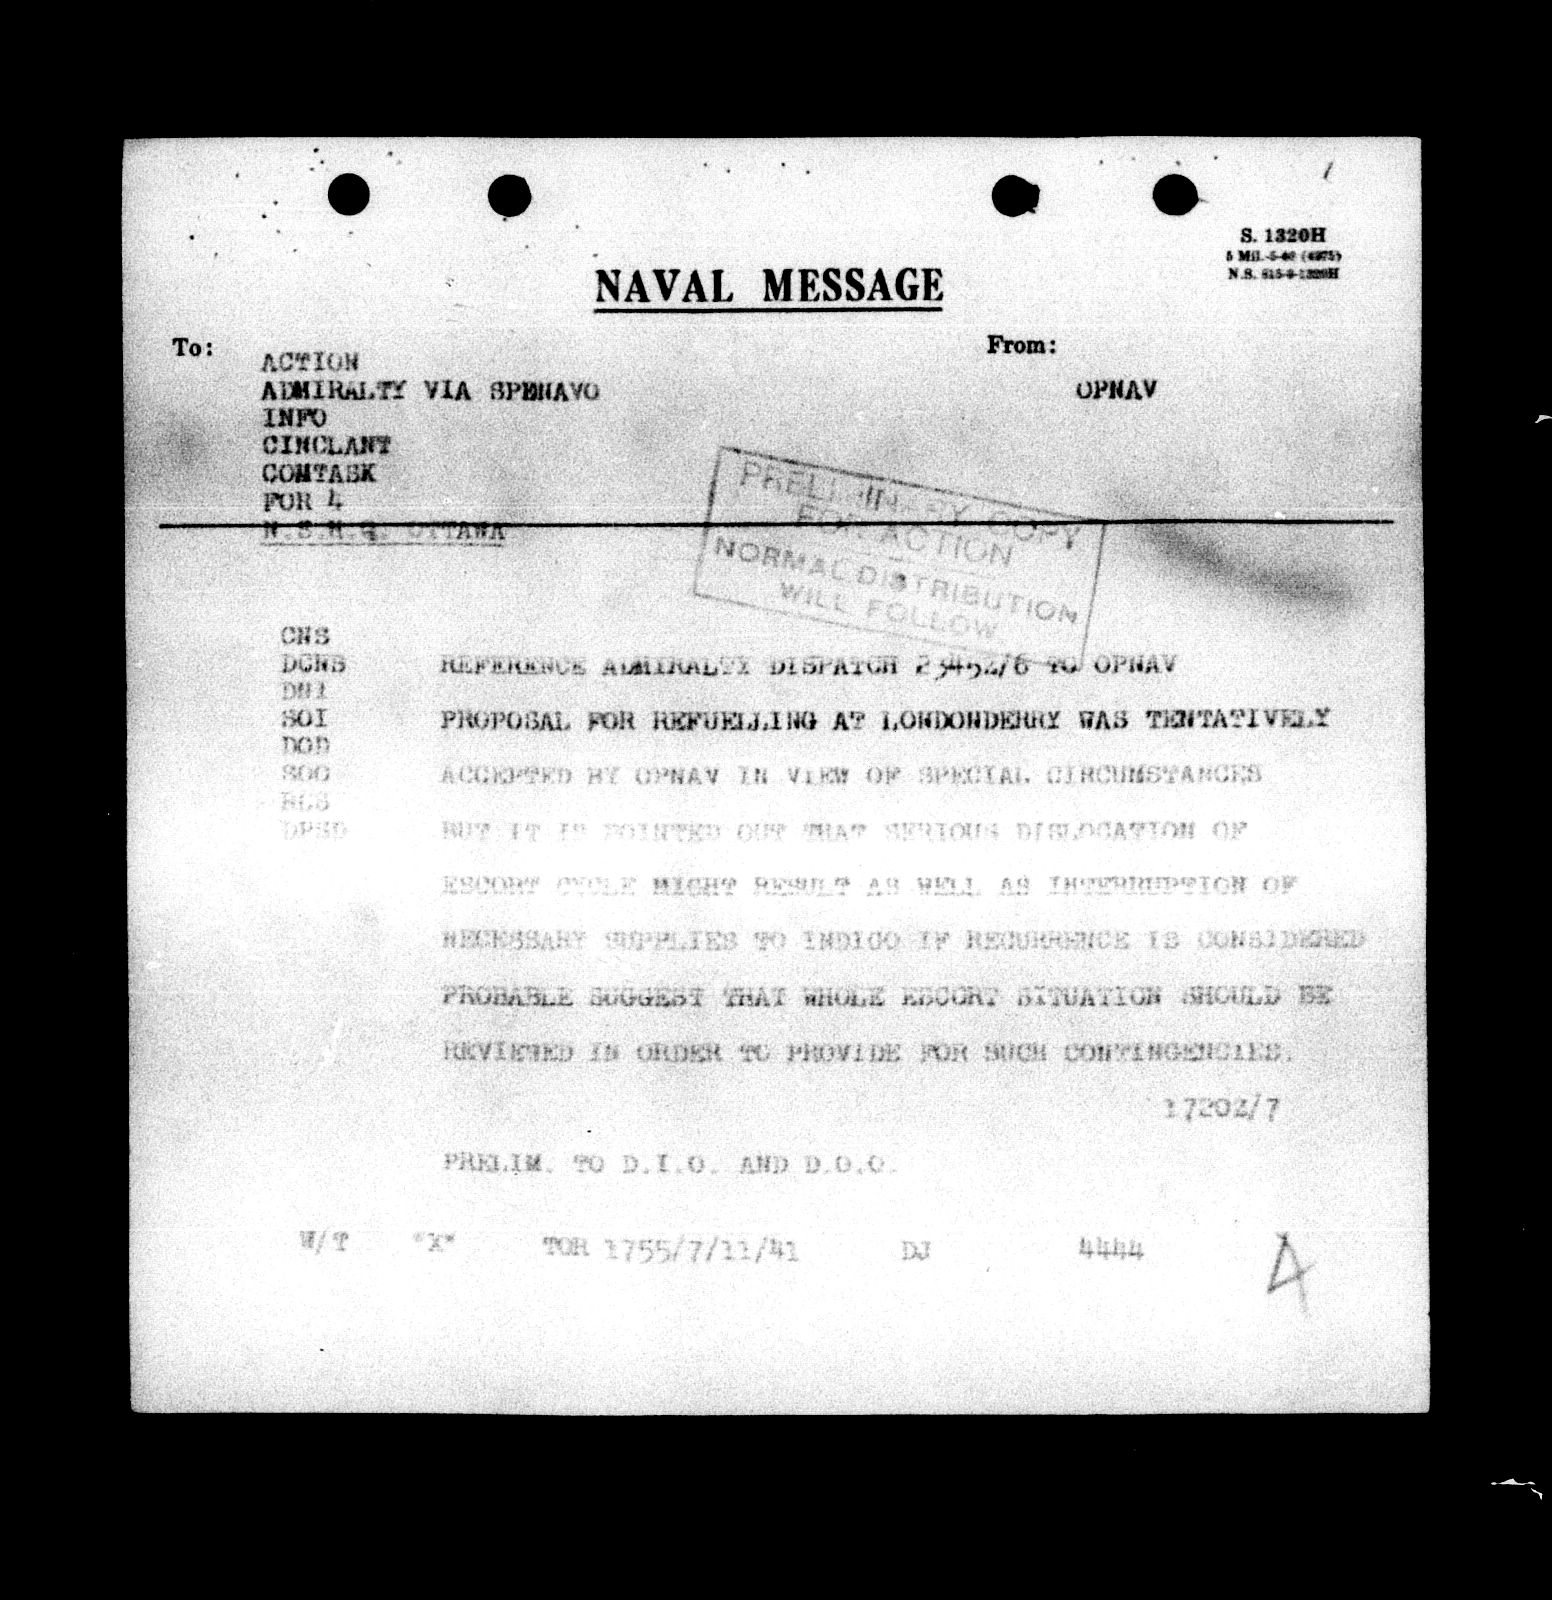 S. 1320H
NAVAL MESSAGE
To:
From:
ACTION
ADMIRALTY VIA SPENAVO
OPNAV
INFO
CINCLANT
COMTASK
FOR 4
N.S.H.Q. OTTAWA
PRELIMINARY COPY
FOR ACTION
NORMAL DISTRIBUTION
WILL FOLLOW
CNS
DCNS REFERENCE ADMIRALTY DISPATCH TO OPNAV
DNI
SOI PROPOSAL FOR REFUELLING AT LONDONDERRY WAS TENTATIVELY
DOD
SOO ACCEPTED BY OPNAV IN VIEW OF SPECIAL CIRCUMSTANCES
BUT IT IS POINTED OUT THAT SERIOUS DISLOCATION OF
ESCORT CYCLE MIGHT RESULT AS WELL AS INTERRUPTION OF
NECESSARY SUPPLIES TO INDIGO IF RECURRENCE IS CONSIDERED
PROBABLE SUGGEST THAT WHOLE ESCORT SITUATION SHOULD BE
REVIEWED IN ORDER TO PROVIDE FOR SUCH CONTINGENCIES.
17202/7
PRELIM. TO D.I.O. AND D.O.O.
W/T "X" TOR 1755/7/11/41 DJ 4444